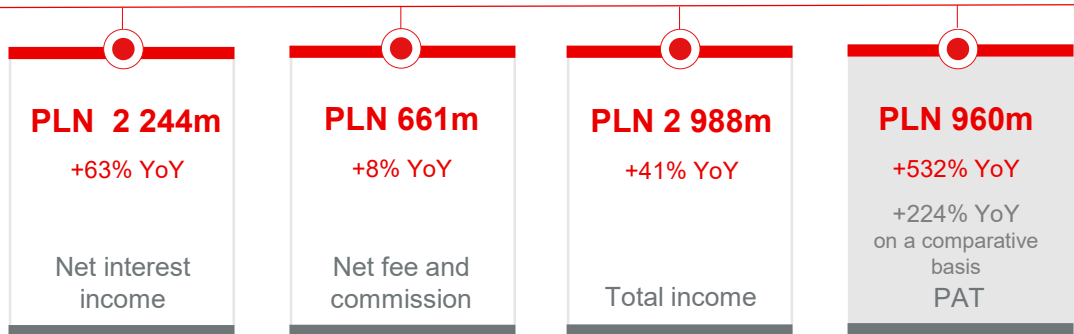 PLN 2 244m
+63% YoY
Net interest
income
PLN 661m
+8% YoY
Net fee and
commission
PLN 2 988m
+41% YoY
Total income
PLN 960m
+532% YoY
+224% YoY
on a comparative
basis
PAT